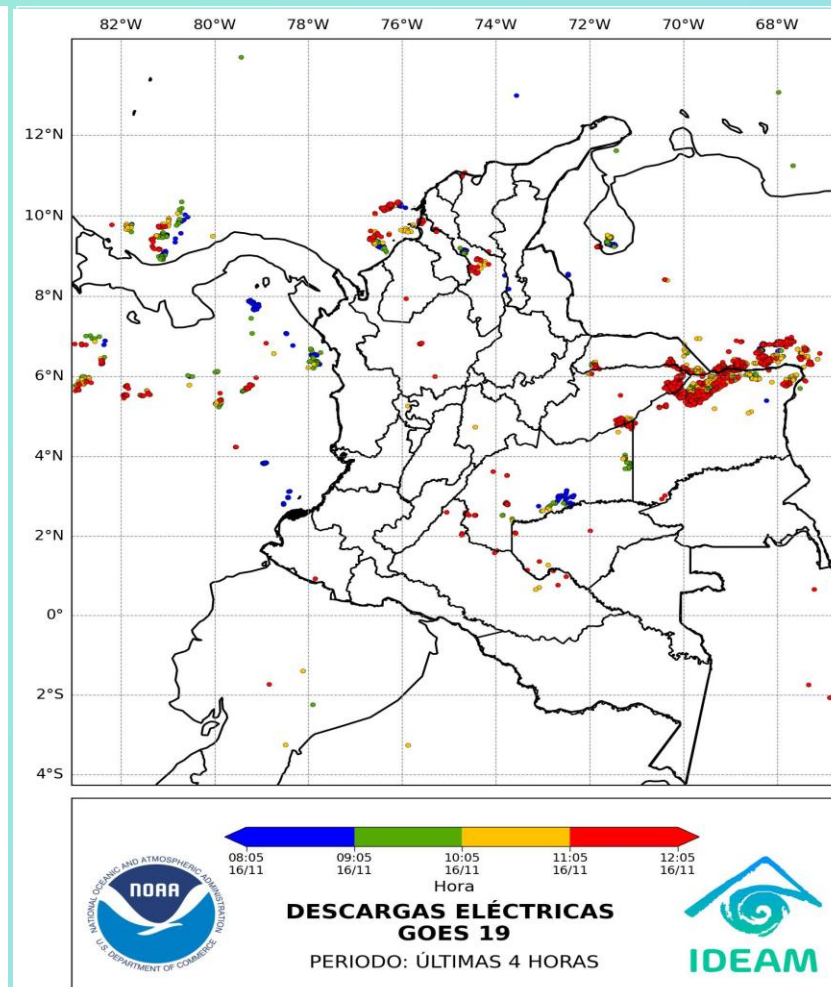 82°W 80°W 78°W 76°W 74°W 72°W 70°W 68°W
12°N
10°N
8°N
6°N
4°N
2°N
0°
2°S
4°S
08:05 09:05 10:05 11:05 12:05
16/11 16/11 16/11 16/11 16/11
Hora
DESCARGAS ELÉCTRICAS
GOES 19
PERIODO: ÚLTIMAS 4 HORAS
NATIONAL OCEANIC AND ATMOSPHERIC ADMINISTRATION
NOAA
U.S. DEPARTMENT OF COMMERCE
IDEAM